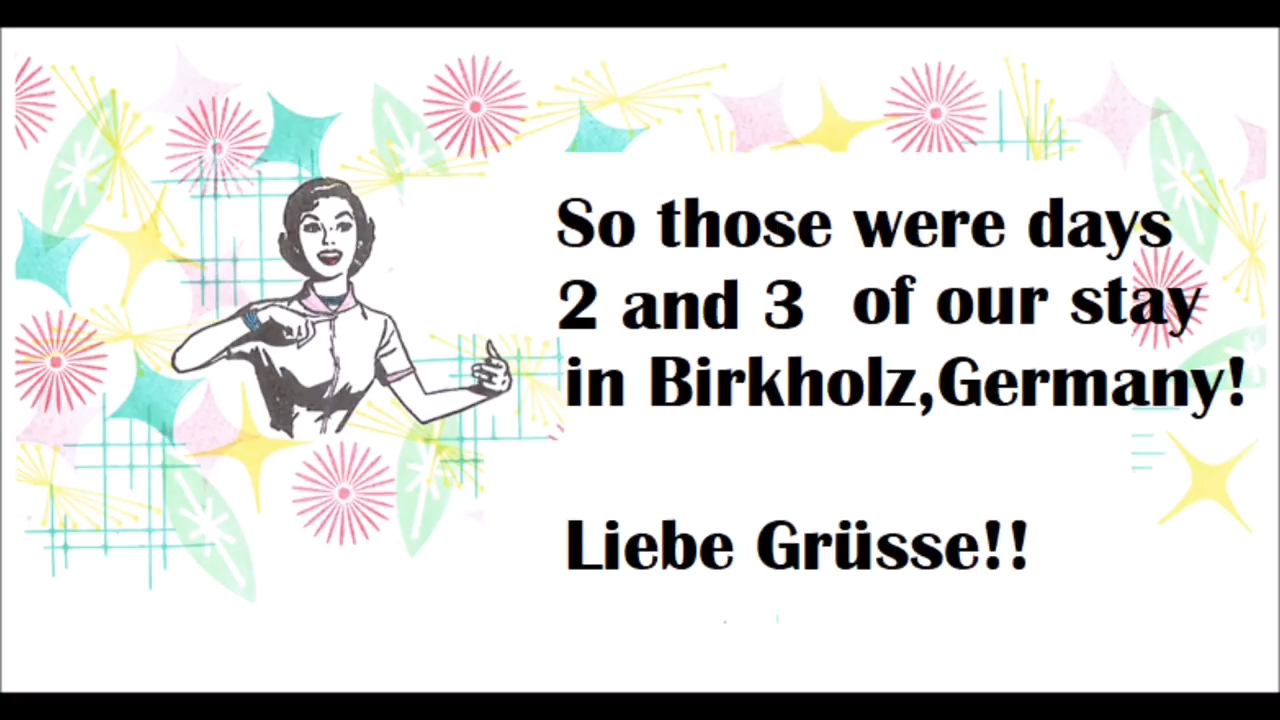 So those were days
2 and 3 of our stay
in Birkholz,Germany!
Liebe Grüsse!!